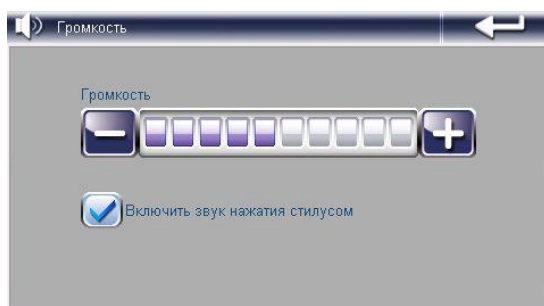 Громкость
Громкость
Включить звук нажатия стилусом